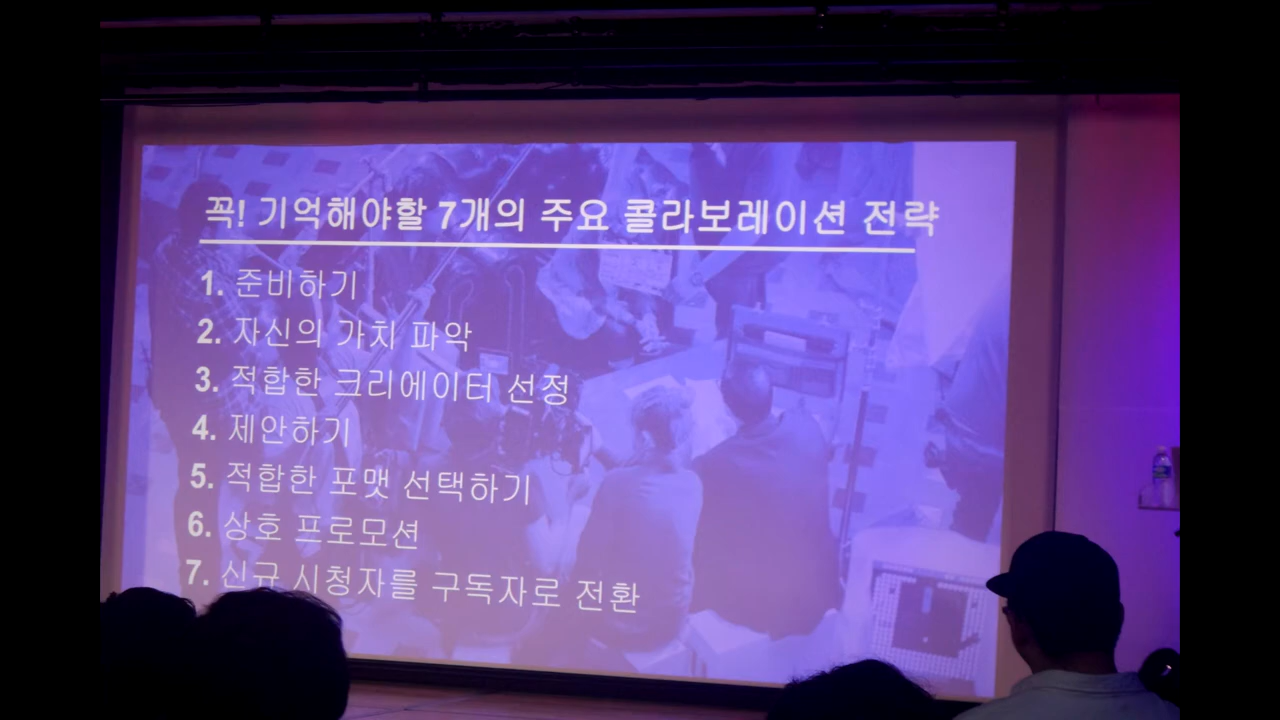 꼭! 기억해야할 7개의 주요 콜라보레이션 전략
1. 준비하기
2. 자신의 가치 파악
3. 적합한 크리에이터 선정
4. 제안하기
5. 적합한 포맷 선택하기
6. 상호 프로모션
7. 신규 시청자를 구독자로 전환